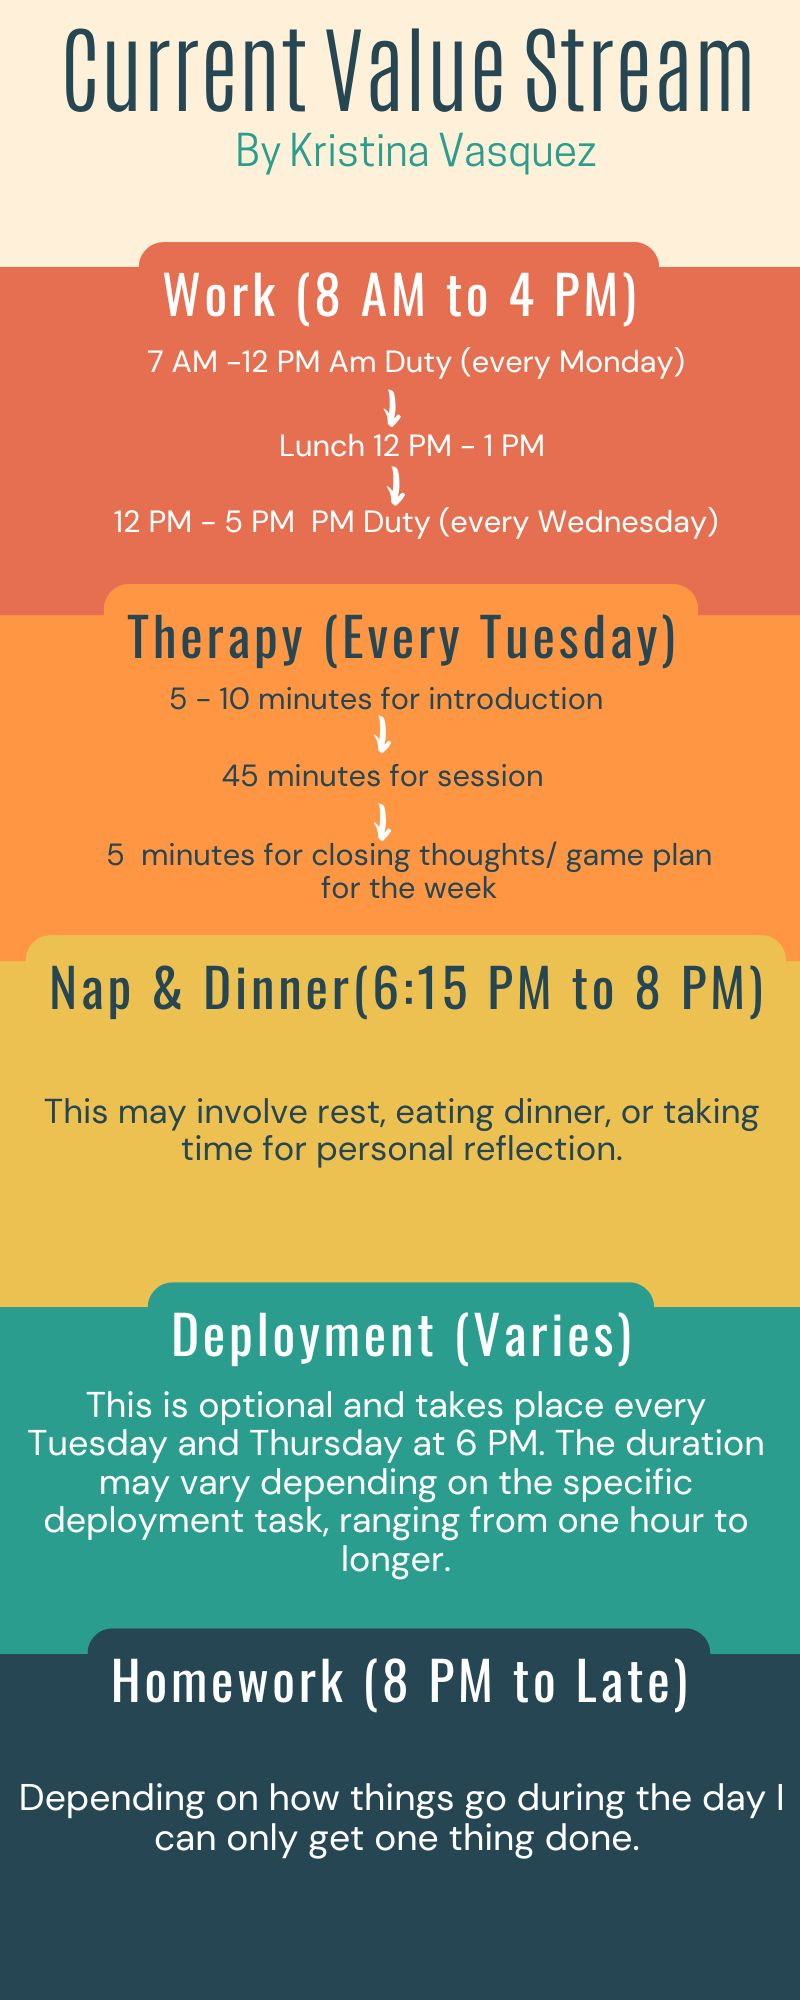 Current Value Stream
By Kristina Vasquez
Work (8 AM to 4 PM)
7 AM -12 PM Am Duty (every Monday)
Lunch 12 PM - 1 PM
12 PM - 5 PM  PM Duty (every Wednesday)
Therapy (Every Tuesday)
5 - 10 minutes for introduction
45 minutes for session
5  minutes for closing thoughts/ game plan
for the week
Nap & Dinner(6:15 PM to 8 PM)
This may involve rest, eating dinner, or taking
time for personal reflection.
Deployment (Varies)
This is optional and takes place every
Tuesday and Thursday at 6 PM. The duration
may vary depending on the specific
deployment task, ranging from one hour to
longer.
Homework (8 PM to Late)
Depending on how things go during the day I
can only get one thing done.